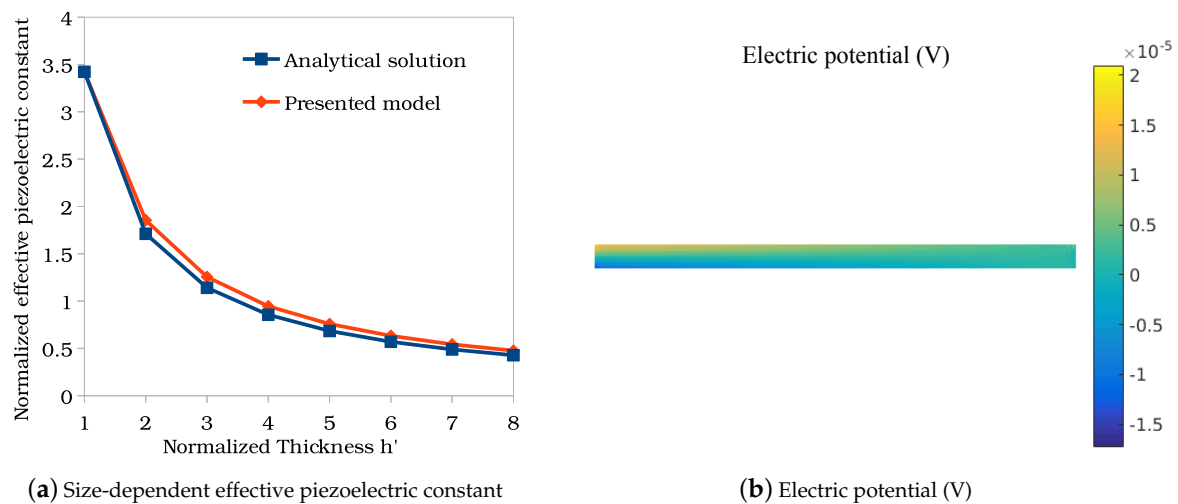 Normalized effective piezoelectric constant
4
3.5
3
2.5
2
1.5
1
0.5
0
Analytical solution
Presented model
1 2 3 4 5 6 7 8
Normalized Thickness h'
(a) Size-dependent effective piezoelectric constant
Electric potential (V)
×10⁻⁵
2
1.5
1
0.5
0
-0.5
-1
-1.5
(b) Electric potential (V)